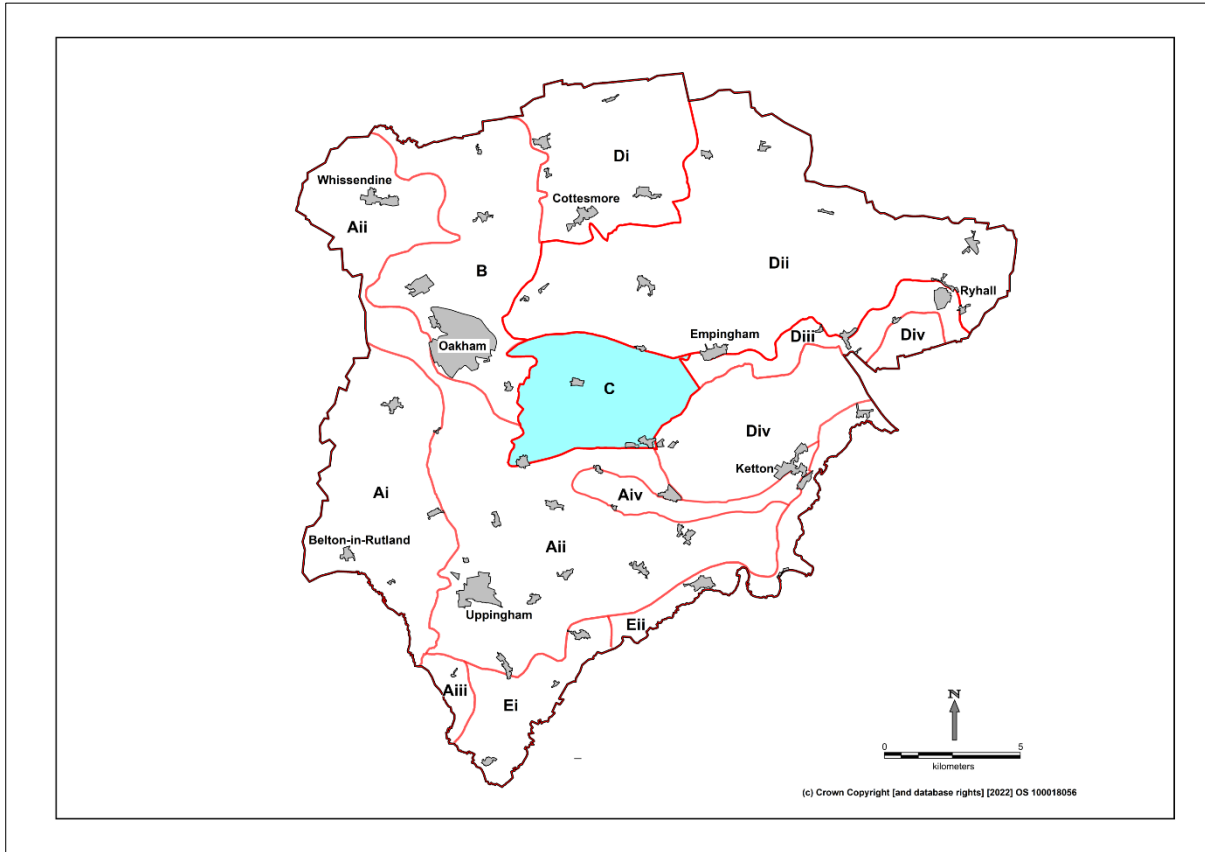 Di
Whissendine
Cottesmore
Aii
B
Dii
Ryhall
Empingham
Diii
Div
Oakham
C
Div
Ketton
Ai
Aiv
Belton-in-Rutland
Aii
Uppingham
Eii
Aiii
Ei
N
0 5
kilometers
(c) Crown Copyright [and database rights] [2022] OS 100018056